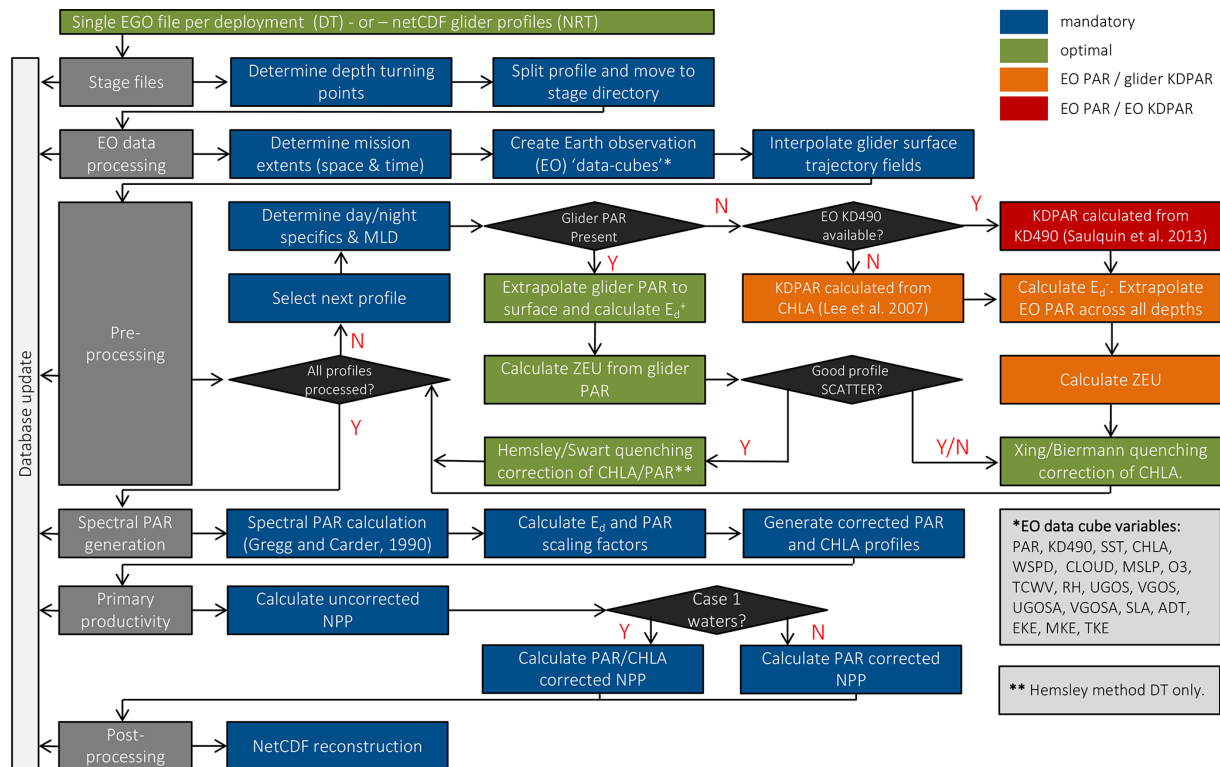 Single EGO file per deployment (DT) - or – netCDF glider profiles (NRT)
mandatory
optimal
EO PAR / glider KDPAR
EO PAR / EO KDPAR
Database update
Stage files
Determine depth turning
points
Split profile and move to
stage directory
EO data
processing
Determine mission
extents (space & time)
Create Earth observation
(EO) ‘data-cubes’*
Interpolate glider surface
trajectory fields
Pre-
processing
Determine day/night
specifics & MLD
Glider PAR
Present
N
EO KD490
available?
Y
KDPAR calculated from
KD490 (Saulquin et al. 2013)
Y
N
Select next profile
Extrapolate glider PAR to
surface and calculate Ed+
KDPAR calculated from
CHLA (Lee et al. 2007)
Calculate Ed-. Extrapolate
EO PAR across all depths
N
All profiles
processed?
Calculate ZEU from glider
PAR
Good profile
SCATTER?
Calculate ZEU
Y
Hemsley/Swart quenching
correction of CHLA/PAR**
Y
Y/N
Xing/Biermann quenching
correction of CHLA.
Spectral PAR
generation
Spectral PAR calculation
(Gregg and Carder, 1990)
Calculate Ed and PAR
scaling factors
Generate corrected PAR
and CHLA profiles
*EO data cube variables:
PAR, KD490, SST, CHLA,
WSPD, CLOUD, MSLP, O3,
TCWV, RH, UGOS, VGOS,
UGOSA, VGOSA, SLA, ADT,
EKE, MKE, TKE
Primary
productivity
Calculate uncorrected
NPP
Case 1
waters?
Y
N
Calculate PAR/CHLA
corrected NPP
Calculate PAR corrected
NPP
** Hemsley method DT only.
Post-
processing
NetCDF reconstruction